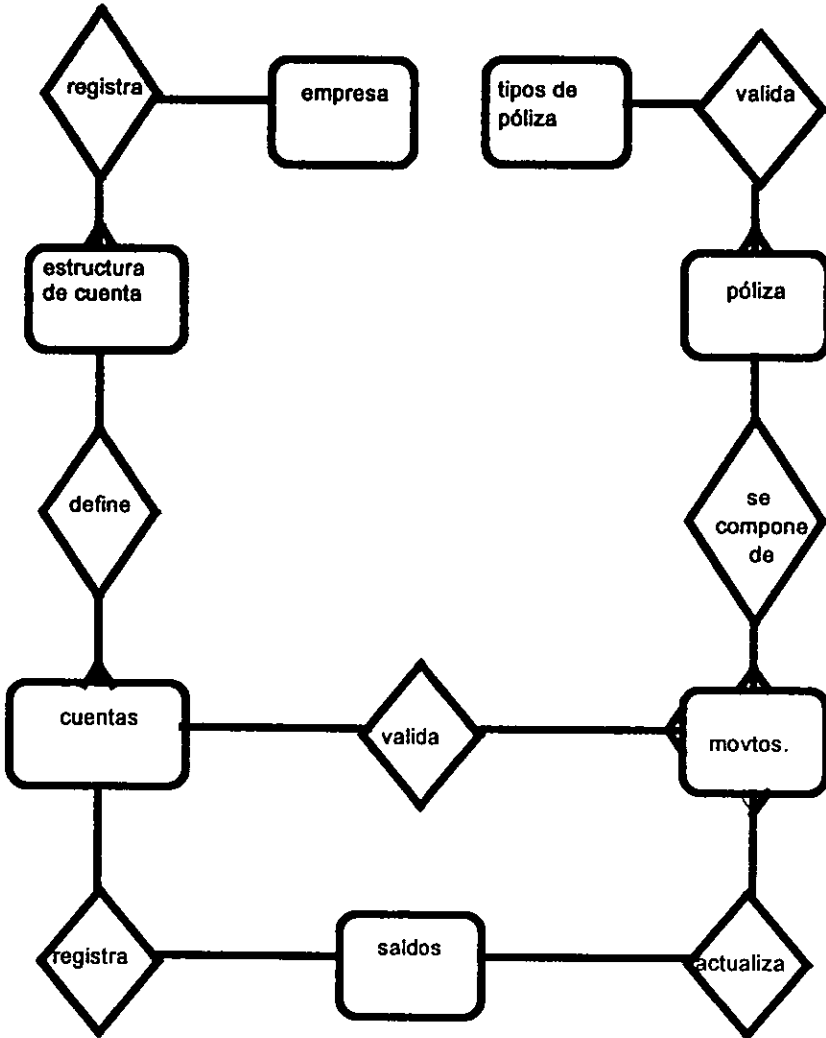 registra
empresa
tipos de
póliza
valida
estructura
de cuenta
póliza
define
se
compone
de
cuentas
valida
movtos.
registra
saldos
actualiza